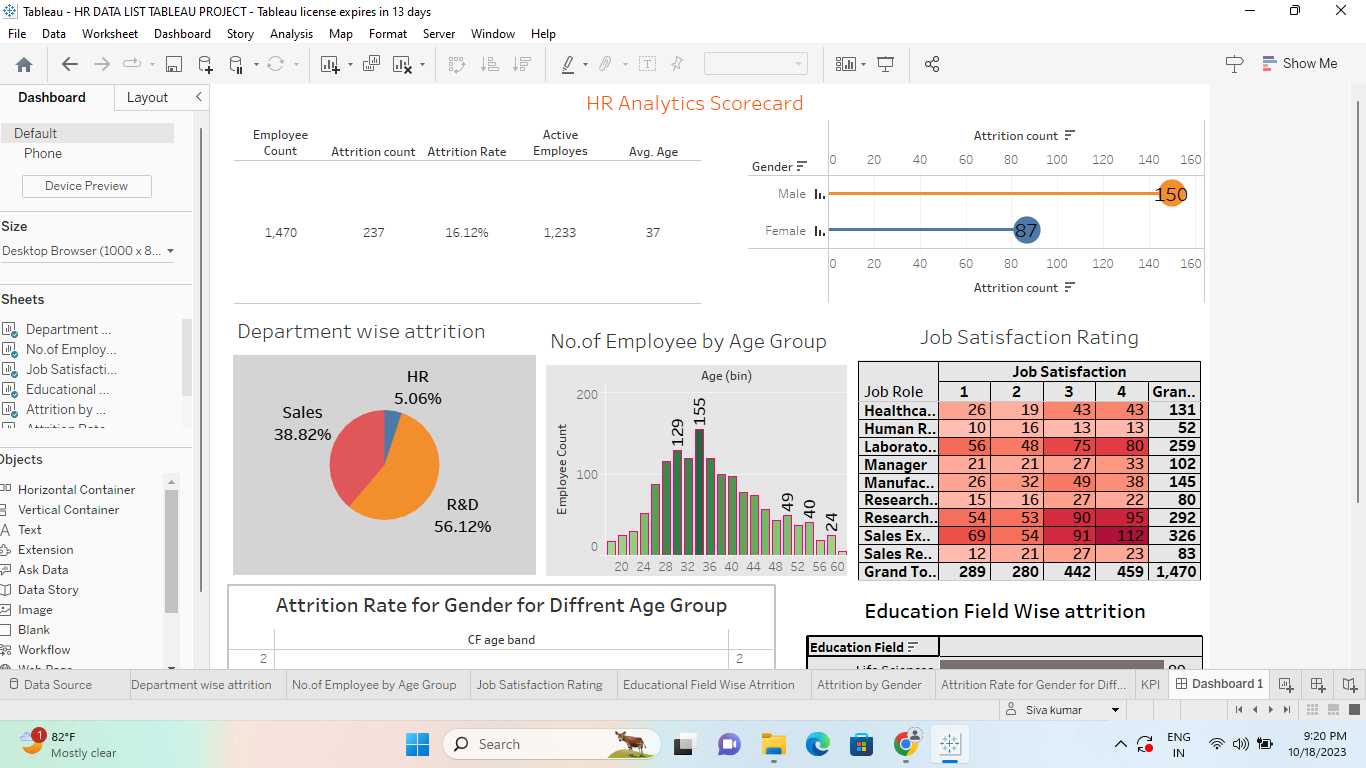 Tableau - HR DATA LIST TABLEAU PROJECT - Tableau license expires in 13 days
File Data Worksheet Dashboard Story Analysis Map Format Server Window Help
Show Me
Dashboard Layout
Default
Phone
Device Preview
Size
Desktop Browser (1000 x 8...
Sheets
Department ...
No.of Employ...
Job Satisfacti...
Educational ...
Attrition by ...
Objects
Horizontal Container
Vertical Container
Text
Extension
Ask Data
Data Story
Image
Blank
Workflow
HR Analytics Scorecard
Employee Count Attrition count Attrition Rate Active Employes Avg. Age
1,470 237 16.12% 1,233 37
Attrition count
Gender 0 20 40 60 80 100 120 140 160
Male 150
Female 87
0 20 40 60 80 100 120 140 160
Attrition count
Department wise attrition
HR
5.06%
Sales
38.82%
R&D
56.12%
No.of Employee by Age Group
Age (bin)
Employee Count
200
100
0
129 155 49 40 24
20 24 28 32 36 40 44 48 52 56 60
Job Satisfaction Rating
Job Satisfaction
Job Role 1 2 3 4 Gran..
Healthca.. 26 19 43 43 131
Human R.. 10 16 13 13 52
Laborato.. 56 48 75 80 259
Manager 21 21 27 33 102
Manufac.. 26 32 49 38 145
Research.. 15 16 27 22 80
Research.. 54 53 90 95 292
Sales Ex.. 69 54 91 112 326
Sales Re.. 12 21 27 23 83
Grand To.. 289 280 442 459 1,470
Attrition Rate for Gender for Diffrent Age Group
CF age band
2 2
Education Field Wise attrition
Education Field
Data Source Department wise attrition No.of Employee by Age Group Job Satisfaction Rating Educational Field Wise Atrrition Attrition by Gender Attrition Rate for Gender for Diff... KPI Dashboard 1
Siva kumar
1
82°F
Mostly clear
Search
ENG
IN
9:20 PM
10/18/2023